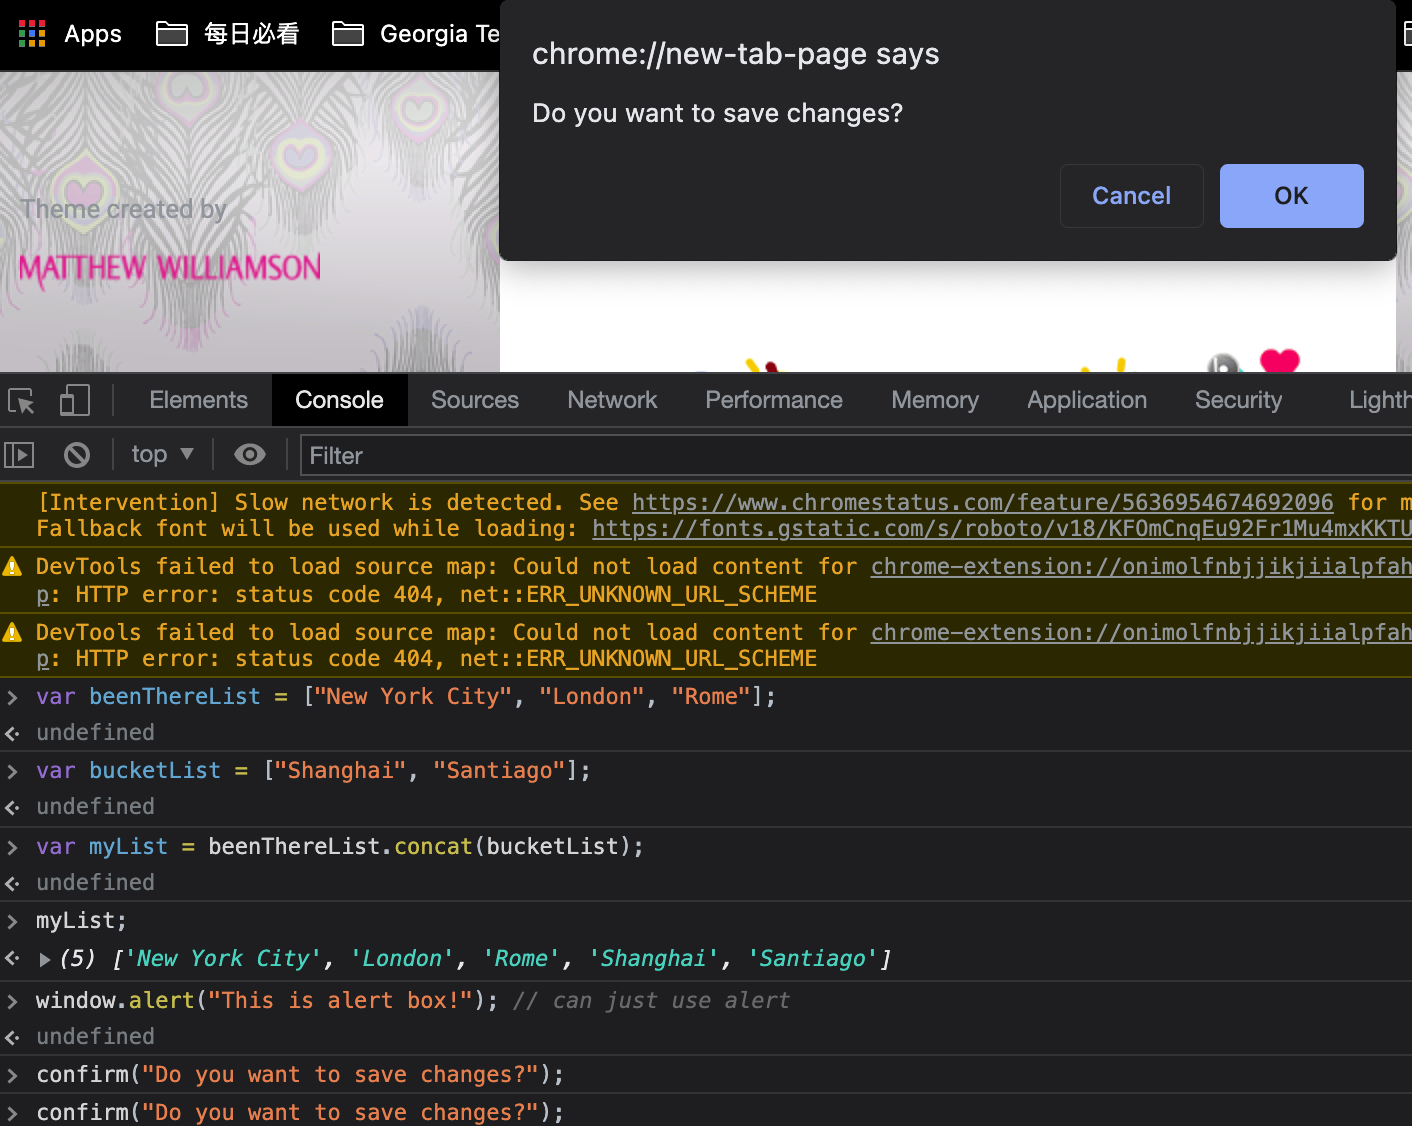 Apps 每日必看 Georgia Te
chrome://new-tab-page says
Do you want to save changes?
Cancel OK
Theme created by
MATTHEW WILLIAMSON
Elements Console Sources Network Performance Memory Application Security Lighth
top Filter
[Intervention] Slow network is detected. See https://www.chromestatus.com/feature/5636954674692096 for m
Fallback font will be used while loading: https://fonts.gstatic.com/s/roboto/v18/KFOmCnqEu92Fr1Mu4mxKKTU
DevTools failed to load source map: Could not load content for chrome-extension://onimolfnbjjikjiialpfah
p: HTTP error: status code 404, net::ERR_UNKNOWN_URL_SCHEME
DevTools failed to load source map: Could not load content for chrome-extension://onimolfnbjjikjiialpfah
p: HTTP error: status code 404, net::ERR_UNKNOWN_URL_SCHEME
> var beenThereList = ["New York City", "London", "Rome"];
undefined
> var bucketList = ["Shanghai", "Santiago"];
undefined
> var myList = beenThereList.concat(bucketList);
undefined
> myList;
(5) ['New York City', 'London', 'Rome', 'Shanghai', 'Santiago']
> window.alert("This is alert box!"); // can just use alert
undefined
> confirm("Do you want to save changes?");
> confirm("Do you want to save changes?");